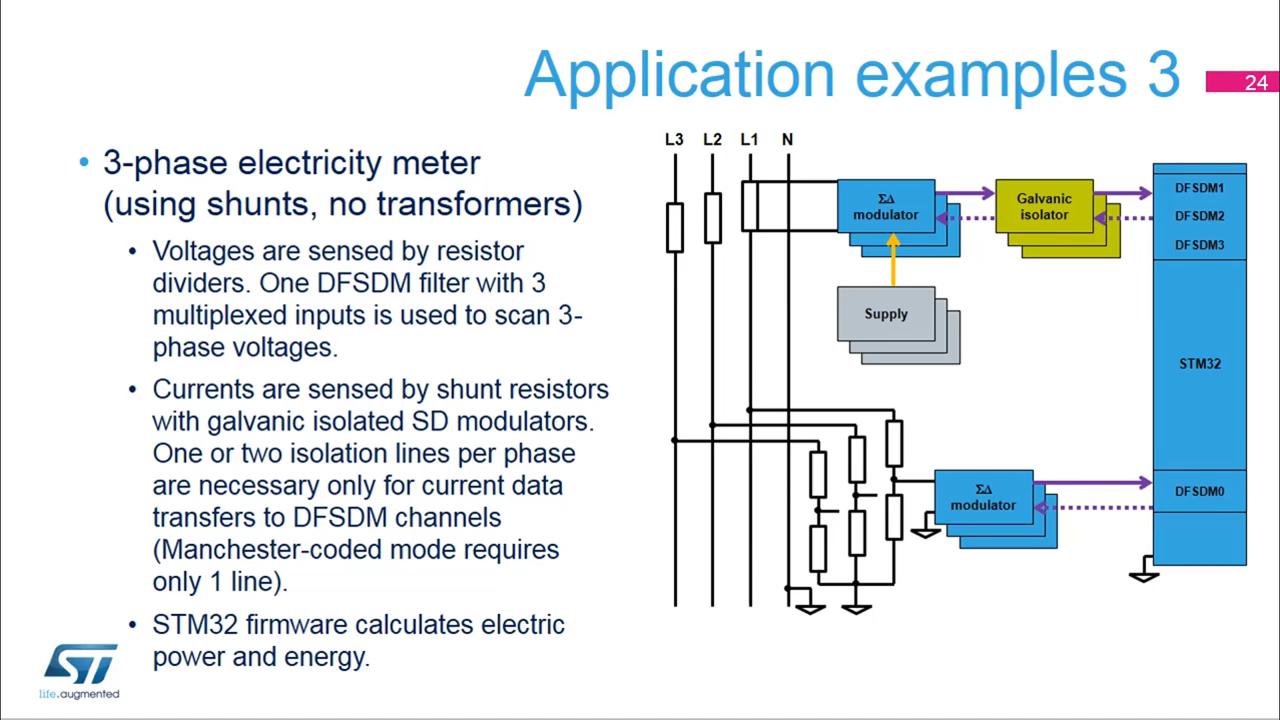 Application examples 3
24
• 3-phase electricity meter
(using shunts, no transformers)
• Voltages are sensed by resistor
dividers. One DFSDM filter with 3
multiplexed inputs is used to scan 3-
phase voltages.
• Currents are sensed by shunt resistors
with galvanic isolated SD modulators.
One or two isolation lines per phase
are necessary only for current data
transfers to DFSDM channels
(Manchester-coded mode requires
only 1 line).
• STM32 firmware calculates electric
power and energy.
L3 L2 L1 N
ΣΔ
modulator
Galvanic
isolator
DFSDM1
DFSDM2
DFSDM3
Supply
STM32
ΣΔ
modulator
DFSDM0
ST
life.augmented